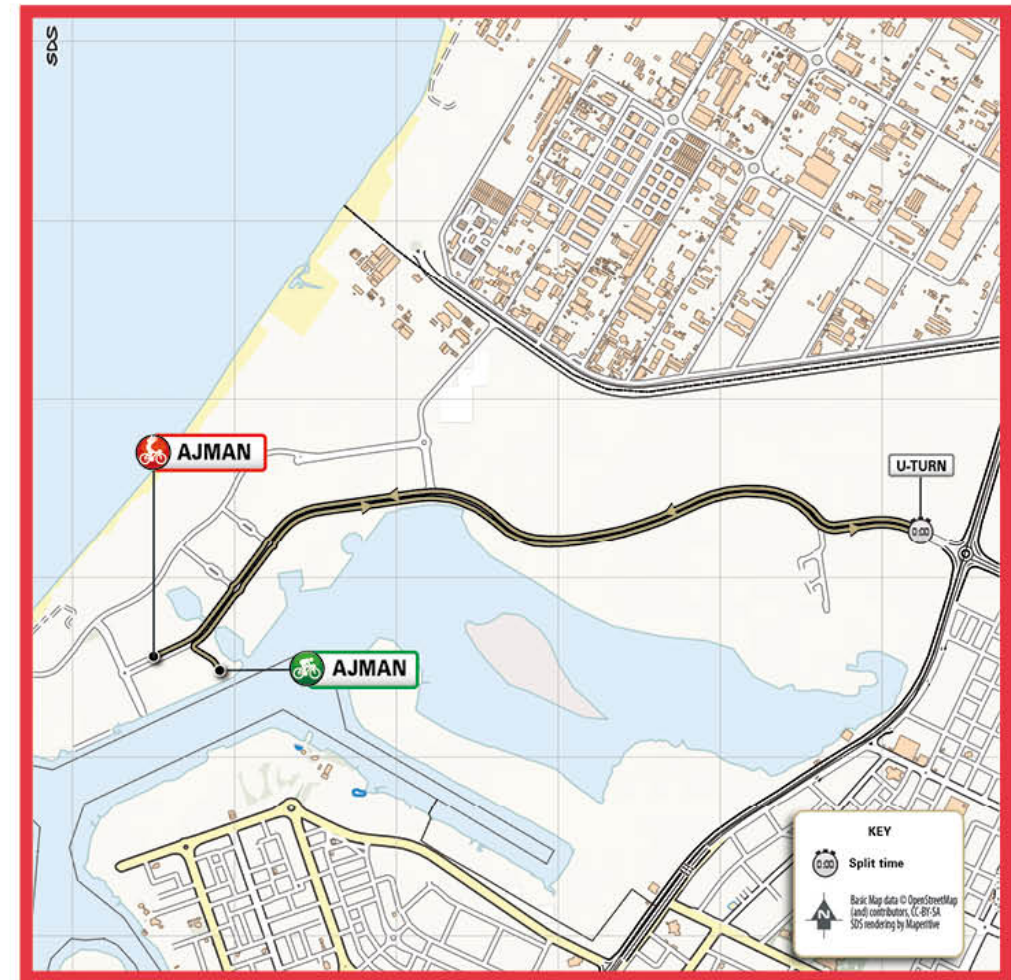 SDS
AJMAN
U-TURN
0:00
AJMAN
KEY
0:00 Split time
N
Basic Map data © OpenStreetMap
(and) contributors, CC-BY-SA
SDS rendering by Maperitive